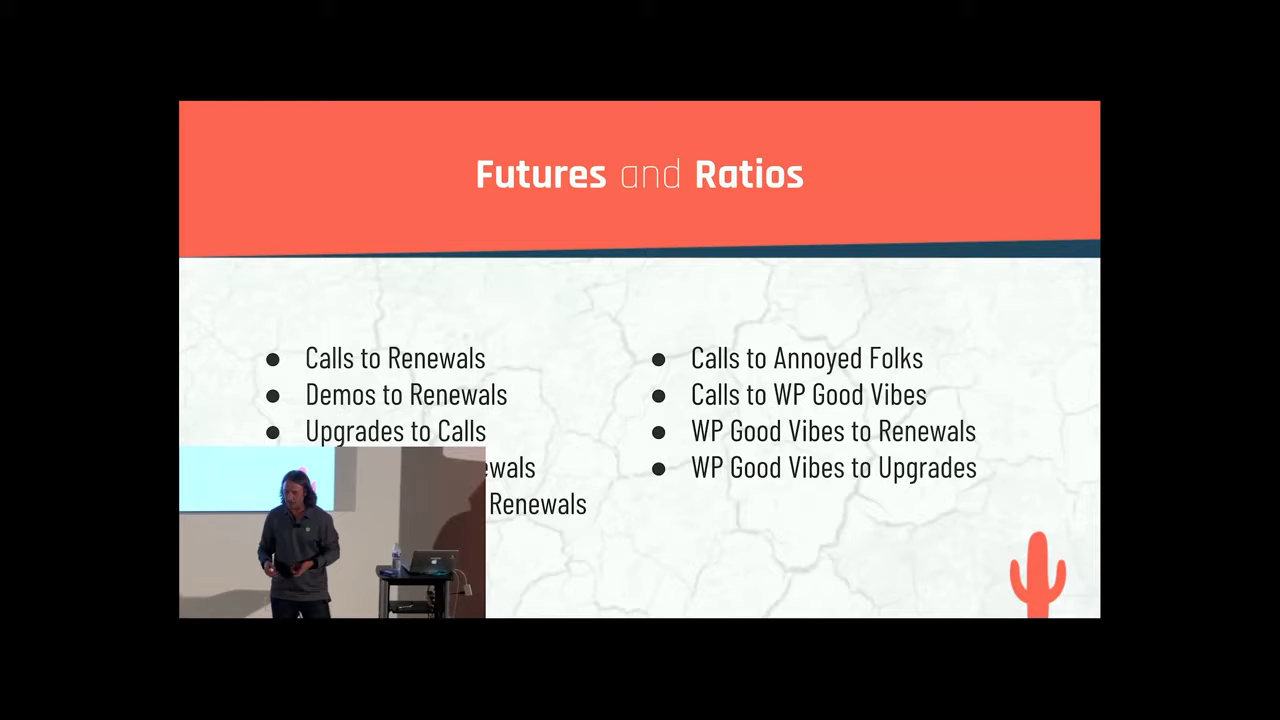 Futures and Ratios
Calls to Renewals
Demos to Renewals
Upgrades to Calls
Renewals
Calls to Annoyed Folks
Calls to WP Good Vibes
WP Good Vibes to Renewals
WP Good Vibes to Upgrades